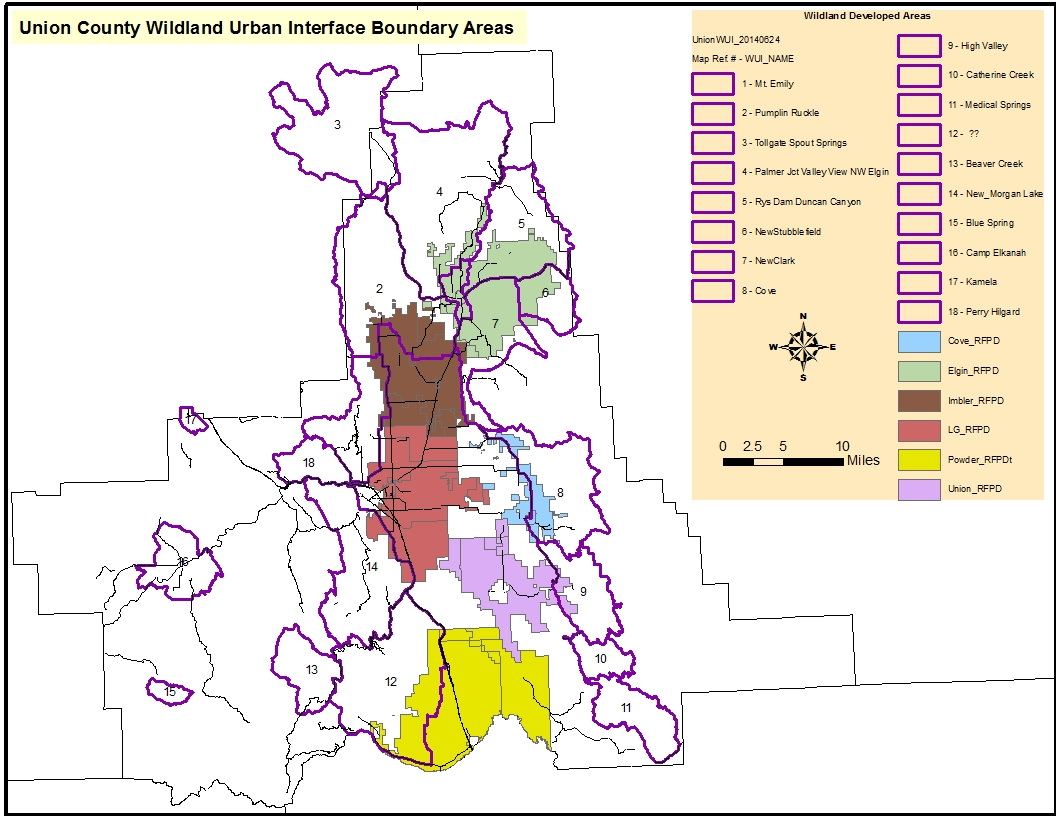 Union County Wildland Urban Interface Boundary Areas
Wildland Developed Areas
UnionWUI_20140624
Map Ref. # - WUI_NAME
1 - Mt. Emily
2 - Pumplin Ruckle
3 - Tollgate Spout Springs
4 - Palmer Jct Valley View NW Elgin
5 - Rys Dam Duncan Canyon
6 - NewStubblefield
7 - NewClark
8 - Cove
9 - High Valley
10 - Catherine Creek
11 - Medical Springs
12 - ??
13 - Beaver Creek
14 - New_Morgan Lake
15 - Blue Spring
16 - Camp Elkanah
17 - Kamela
18 - Perry Hilgard
Cove_RFPD
Elgin_RFPD
Imbler_RFPD
LG_RFPD
Powder_RFPDt
Union_RFPD
N
W
E
S
0 2.5 5 10
Miles
3
4
5
2
6
7
17
18
8
16
14
9
10
13
12
15
11